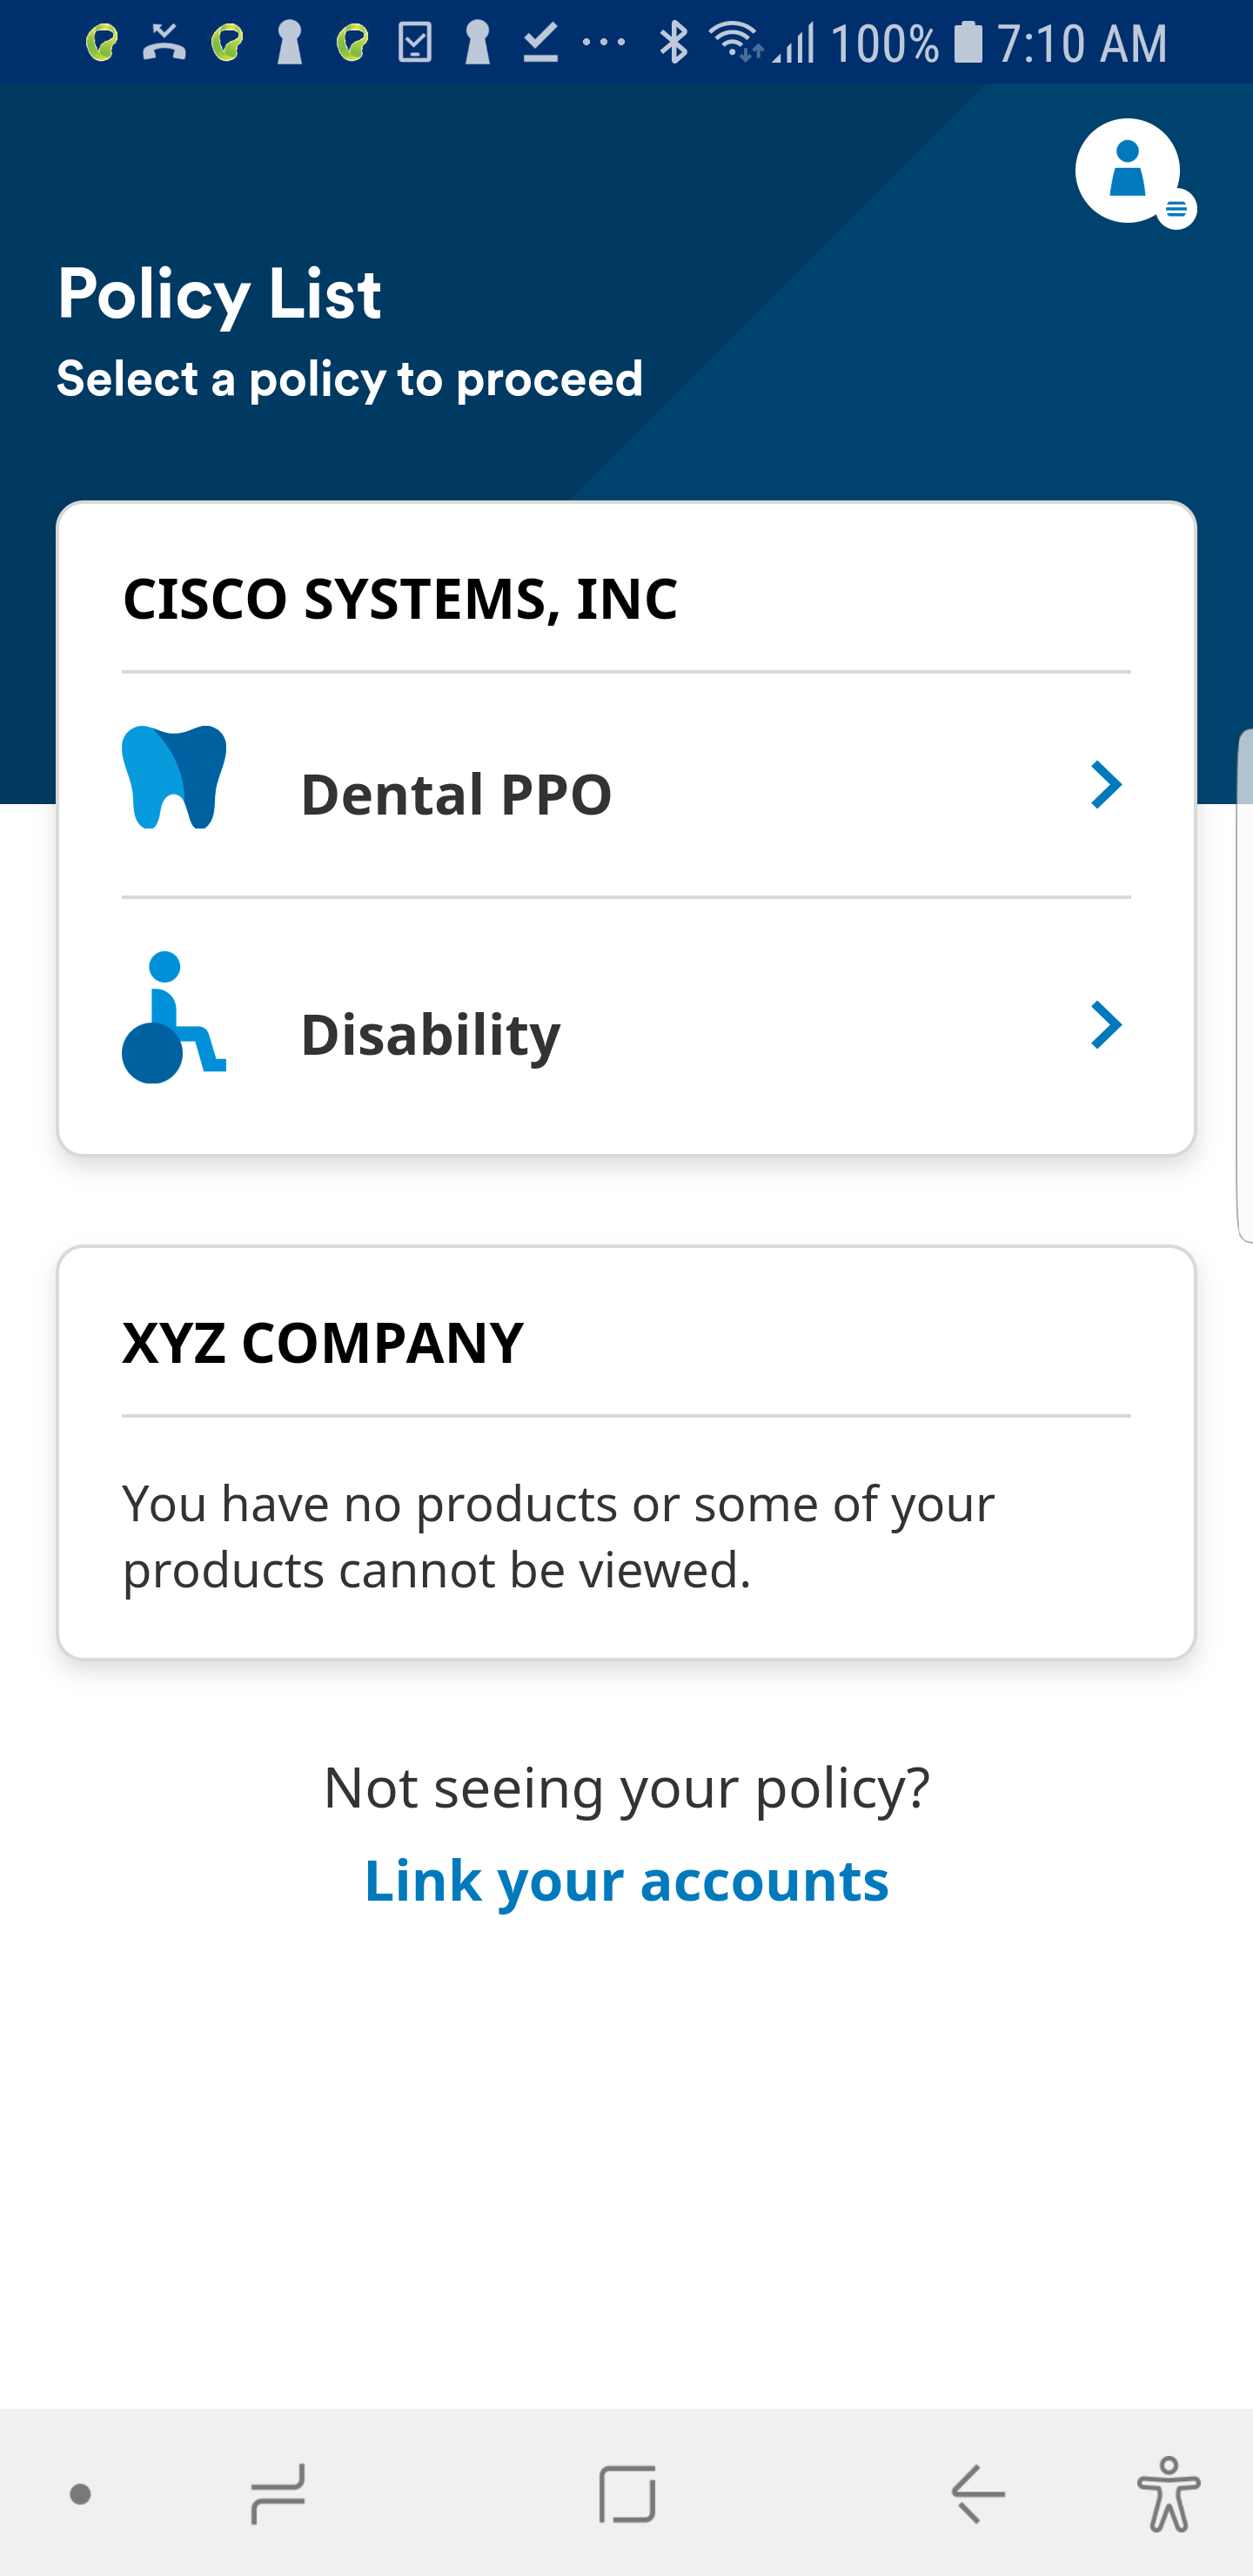 100% 7:10 AM
Policy List
Select a policy to proceed
CISCO SYSTEMS, INC
Dental PPO
Disability
XYZ COMPANY
You have no products or some of your
products cannot be viewed.
Not seeing your policy?
Link your accounts